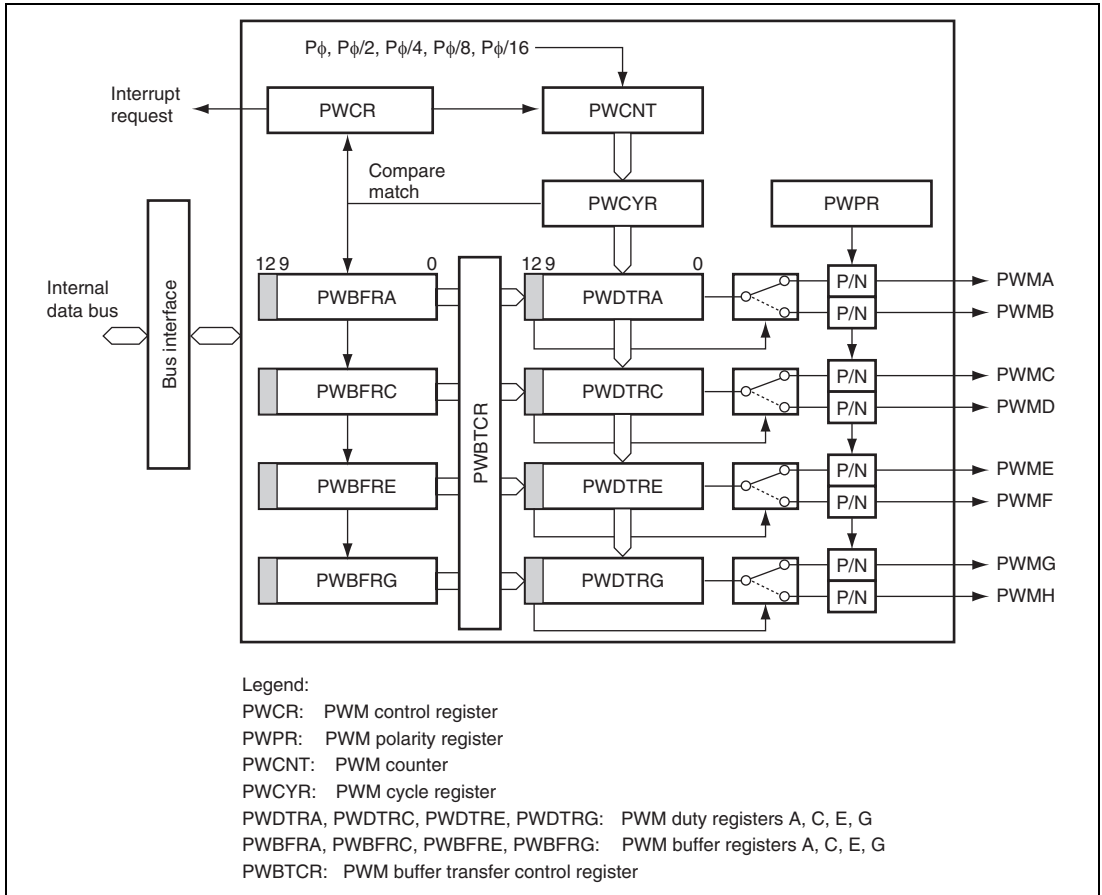 Pϕ, Pϕ/2, Pϕ/4, Pϕ/8, Pϕ/16
Interrupt
request
PWCR
PWCNT
Compare
match
PWCYR
PWPR
Internal
data bus
Bus interface
12 9 0
PWBFRA
PWBTCR
12 9 0
PWDTRA
P/N
PWMA
P/N
PWMB
PWBFRC
PWDTRC
P/N
PWMC
P/N
PWMD
PWBFRE
PWDTRE
P/N
PWME
P/N
PWMF
PWBFRG
PWDTRG
P/N
PWMG
P/N
PWMH
Legend:
PWCR: PWM control register
PWPR: PWM polarity register
PWCNT: PWM counter
PWCYR: PWM cycle register
PWDTRA, PWDTRC, PWDTRE, PWDTRG: PWM duty registers A, C, E, G
PWBFRA, PWBFRC, PWBFRE, PWBFRG: PWM buffer registers A, C, E, G
PWBTCR: PWM buffer transfer control register